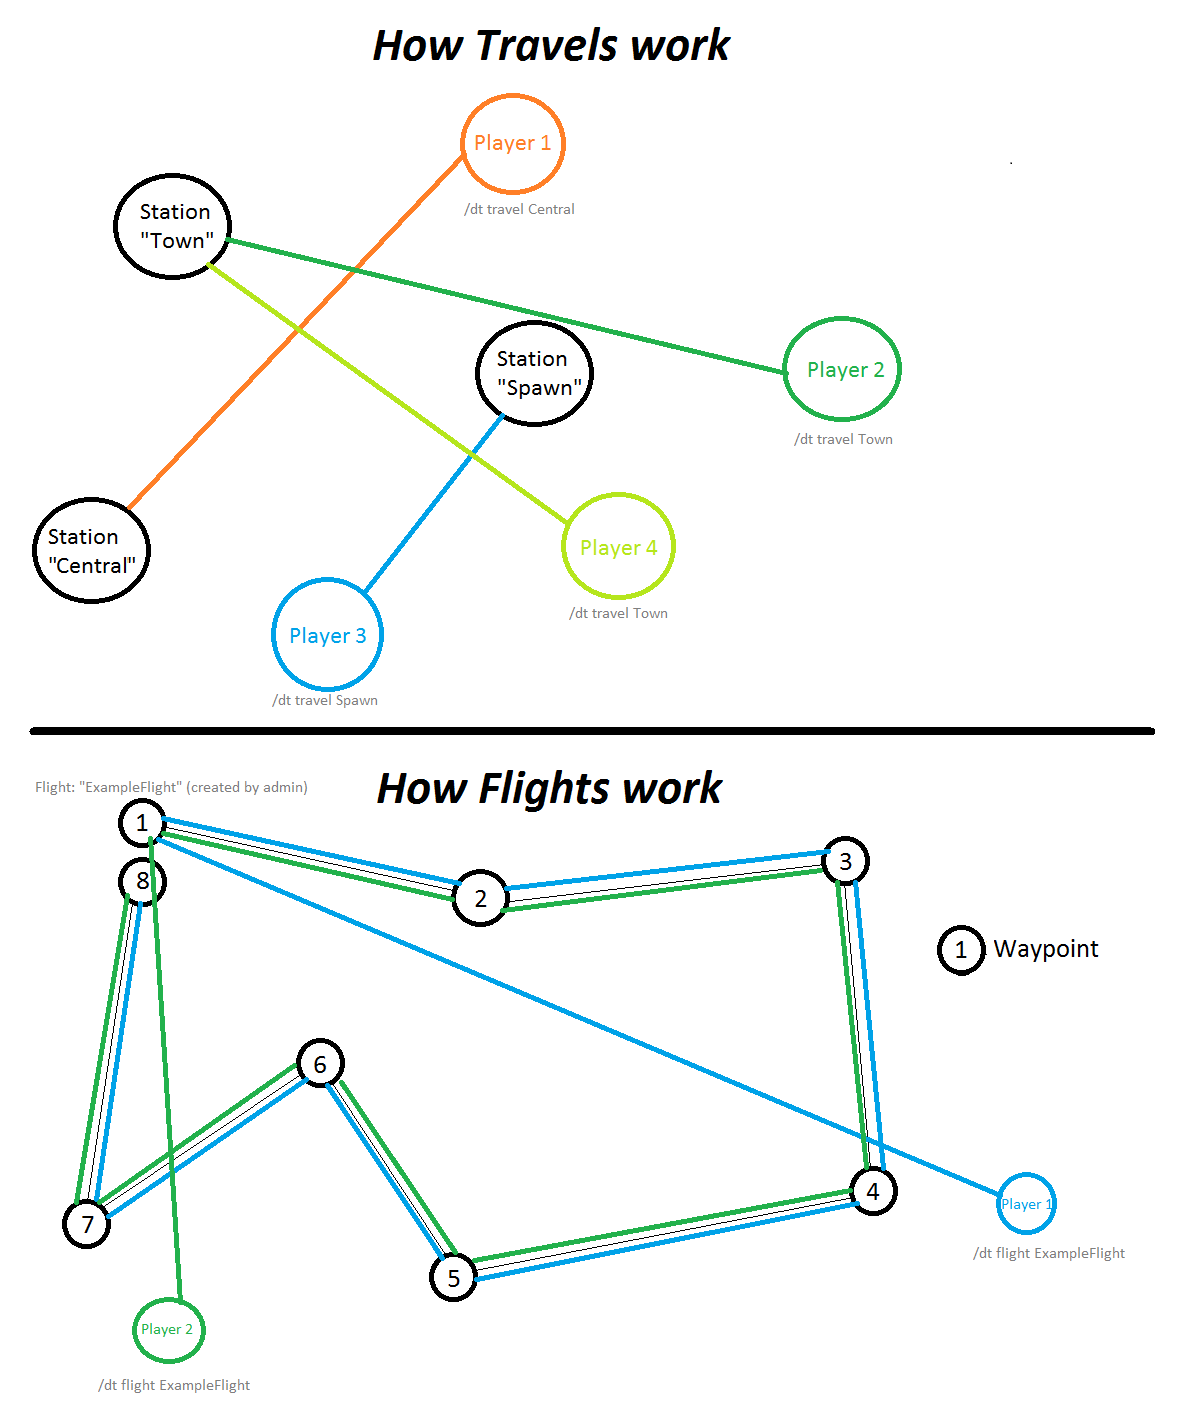 How Travels work
Player 1
/dt travel Central
Station
"Town"
Station
"Spawn"
Player 2
/dt travel Town
Station
"Central"
Player 4
/dt travel Town
Player 3
/dt travel Spawn
Flight: "ExampleFlight" (created by admin)
How Flights work
1
8
2
3
1 Waypoint
6
4
7
5
Player 1
/dt flight ExampleFlight
Player 2
/dt flight ExampleFlight